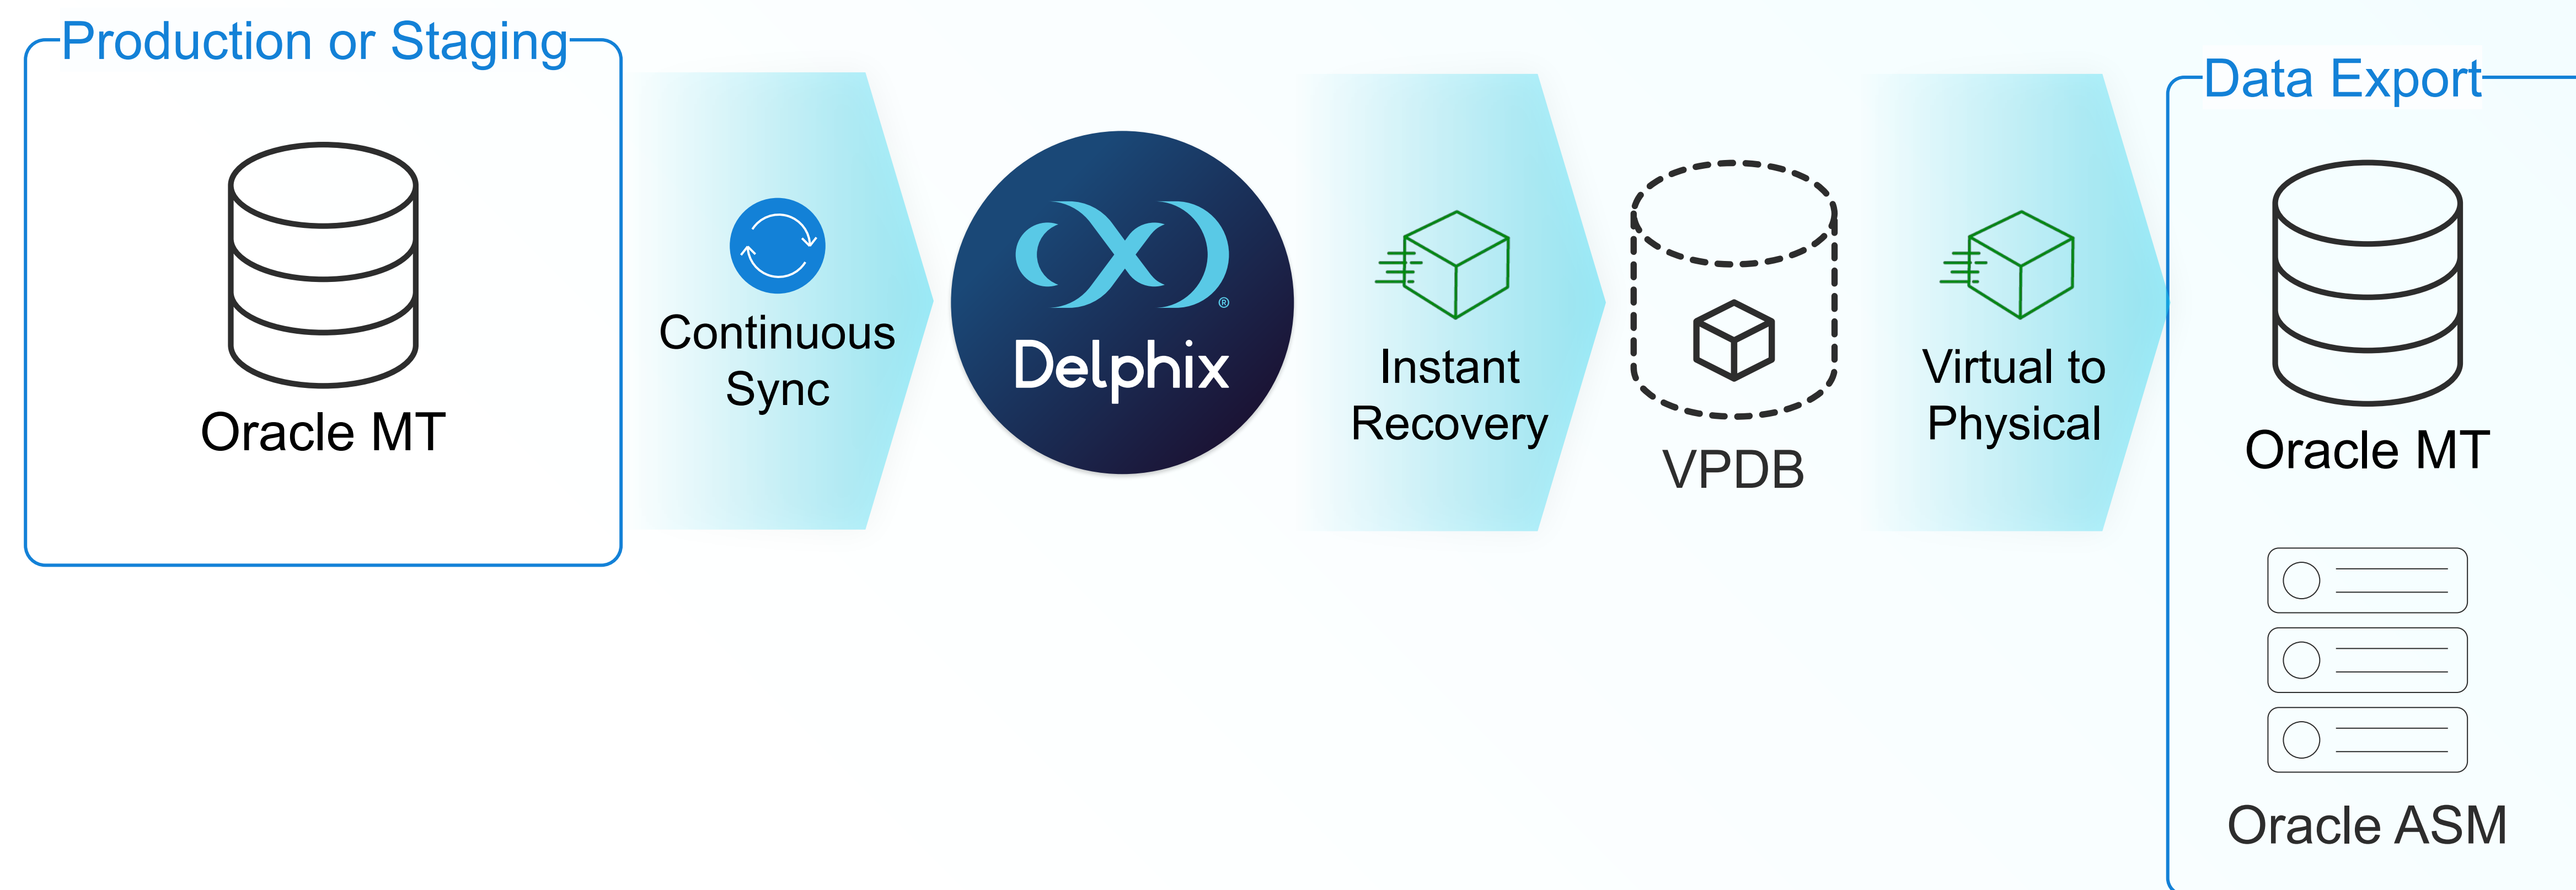 Production or Staging
Oracle MT
Continuous
Sync
®
Delphix
Instant
Recovery
VPDB
Virtual to
Physical
Data Export
Oracle MT
Oracle ASM